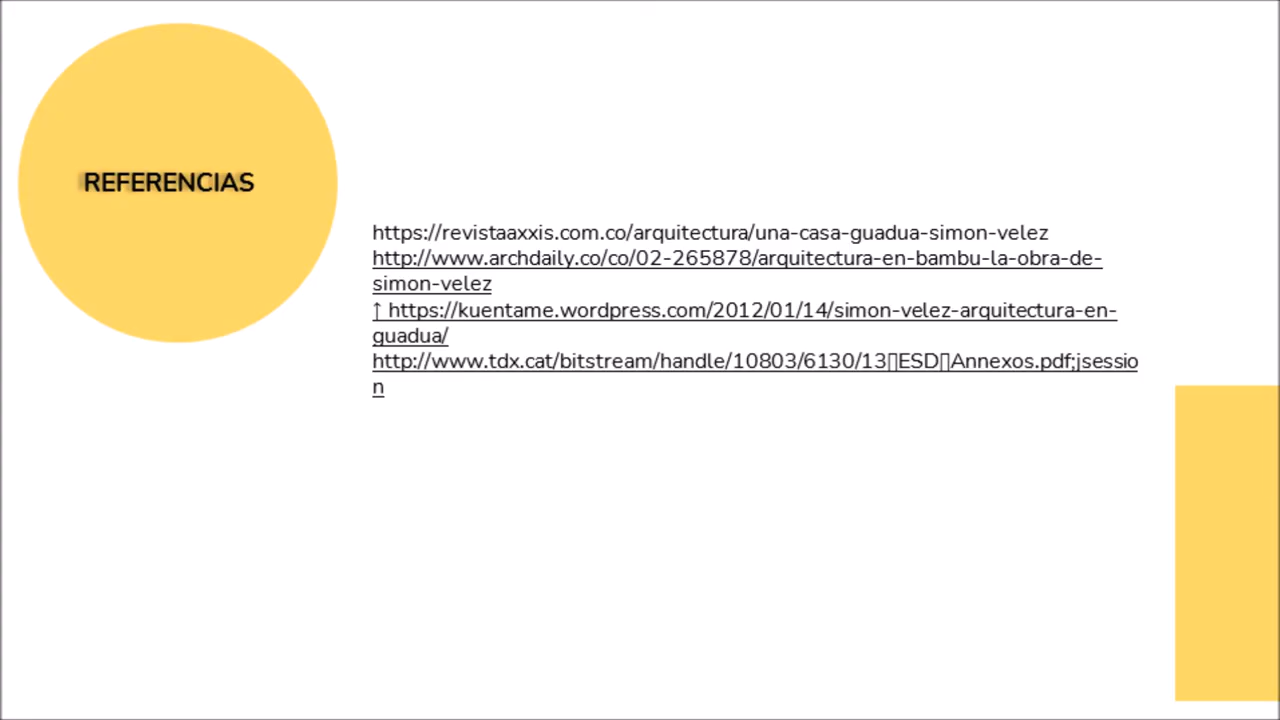 REFERENCIAS
https://revistaaxxis.com.co/arquitectura/una-casa-guadua-simon-velez
http://www.archdaily.co/co/02-265878/arquitectura-en-bambu-la-obra-de-
simon-velez
↑ https://kuentame.wordpress.com/2012/01/14/simon-velez-arquitectura-en-
guadua/
http://www.tdx.cat/bitstream/handle/10803/6130/13▯ESD▯Annexos.pdf;jsessio
n